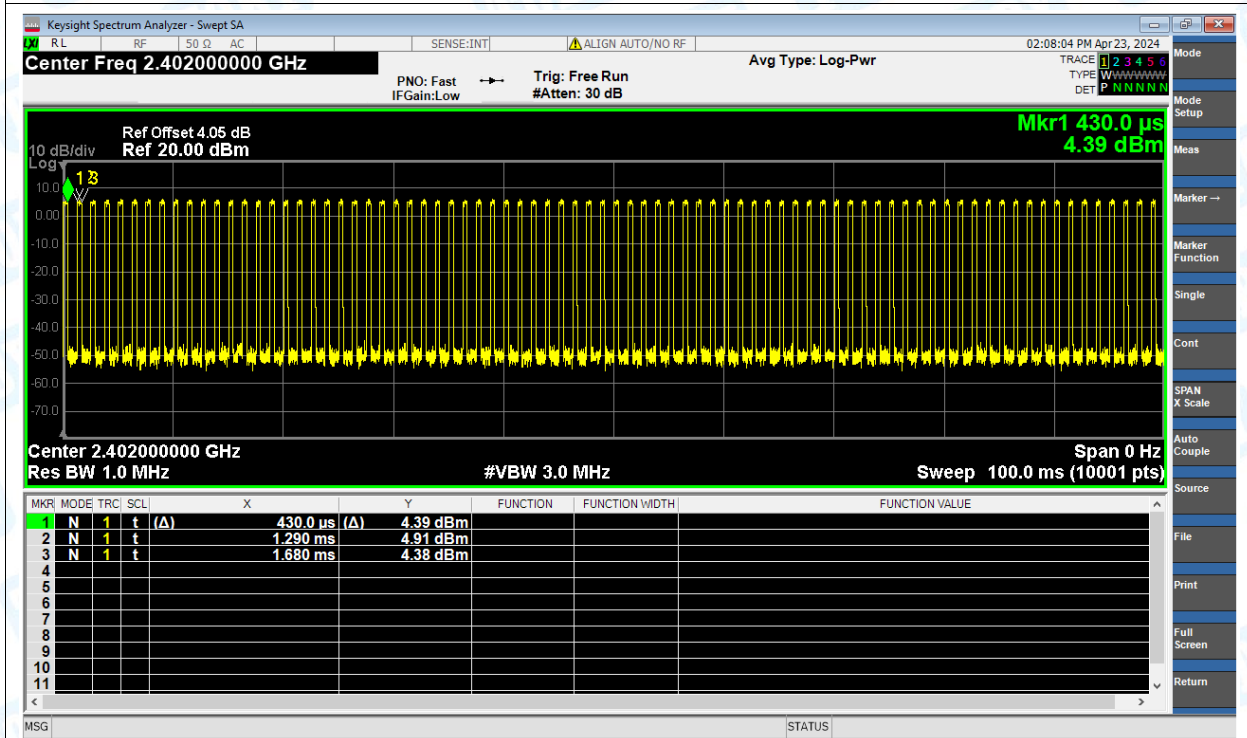 Keysight Spectrum Analyzer - Swept SA
LXI RL RF 50 Ω AC SENSE:INT ALIGN AUTO/NO RF 02:08:04 PM Apr 23, 2024
Center Freq 2.402000000 GHz
PNO: Fast
IFGain:Low
Trig: Free Run
#Atten: 30 dB
Avg Type: Log-Pwr
TRACE 1 2 3 4 5 6
TYPE WWWWWW
DET P N N N N N
Ref Offset 4.05 dB
10 dB/div Ref 20.00 dBm
Log
Mkr1 430.0 µs
4.39 dBm
1 2 3
10.0
0.00
-10.0
-20.0
-30.0
-40.0
-50.0
-60.0
-70.0
Center 2.402000000 GHz Span 0 Hz
Res BW 1.0 MHz #VBW 3.0 MHz Sweep 100.0 ms (10001 pts)
MKR MODE TRC SCL X Y FUNCTION FUNCTION WIDTH FUNCTION VALUE
1 N 1 t (Δ) 430.0 µs (Δ) 4.39 dBm
2 N 1 t 1.290 ms 4.91 dBm
3 N 1 t 1.680 ms 4.38 dBm
4
5
6
7
8
9
10
11
MSG STATUS
Mode
Mode Setup
Meas
Marker →
Marker Function
Single
Cont
SPAN X Scale
Auto Couple
Source
File
Print
Full Screen
Return